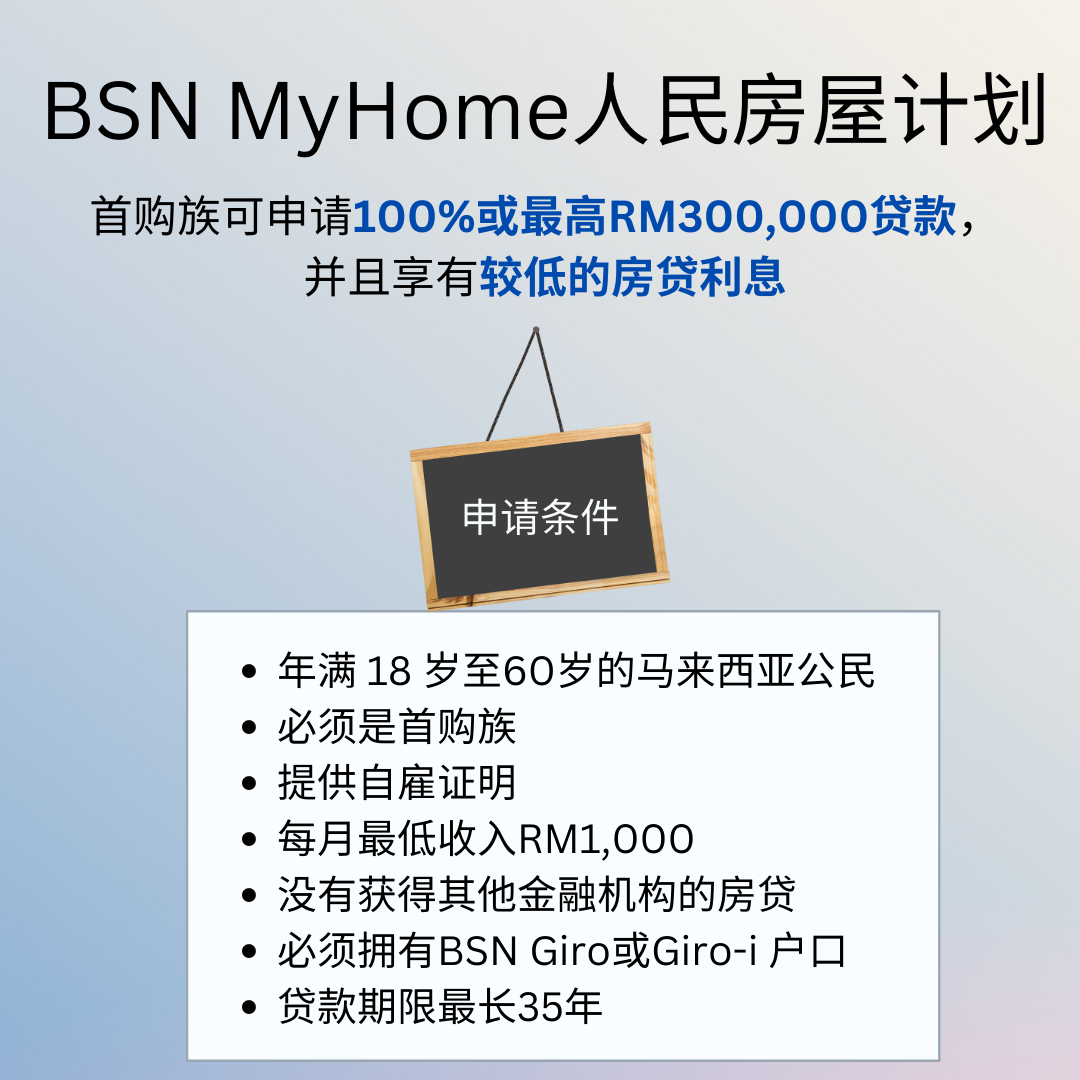 BSN MyHome人民房屋计划
首购族可申请100%或最高RM300,000贷款，
并且享有较低的房贷利息
申请条件
• 年满 18 岁至60岁的马来西亚公民
• 必须是首购族
• 提供自雇证明
• 每月最低收入RM1,000
• 没有获得其他金融机构的房贷
• 必须拥有BSN Giro或Giro-i 户口
• 贷款期限最长35年